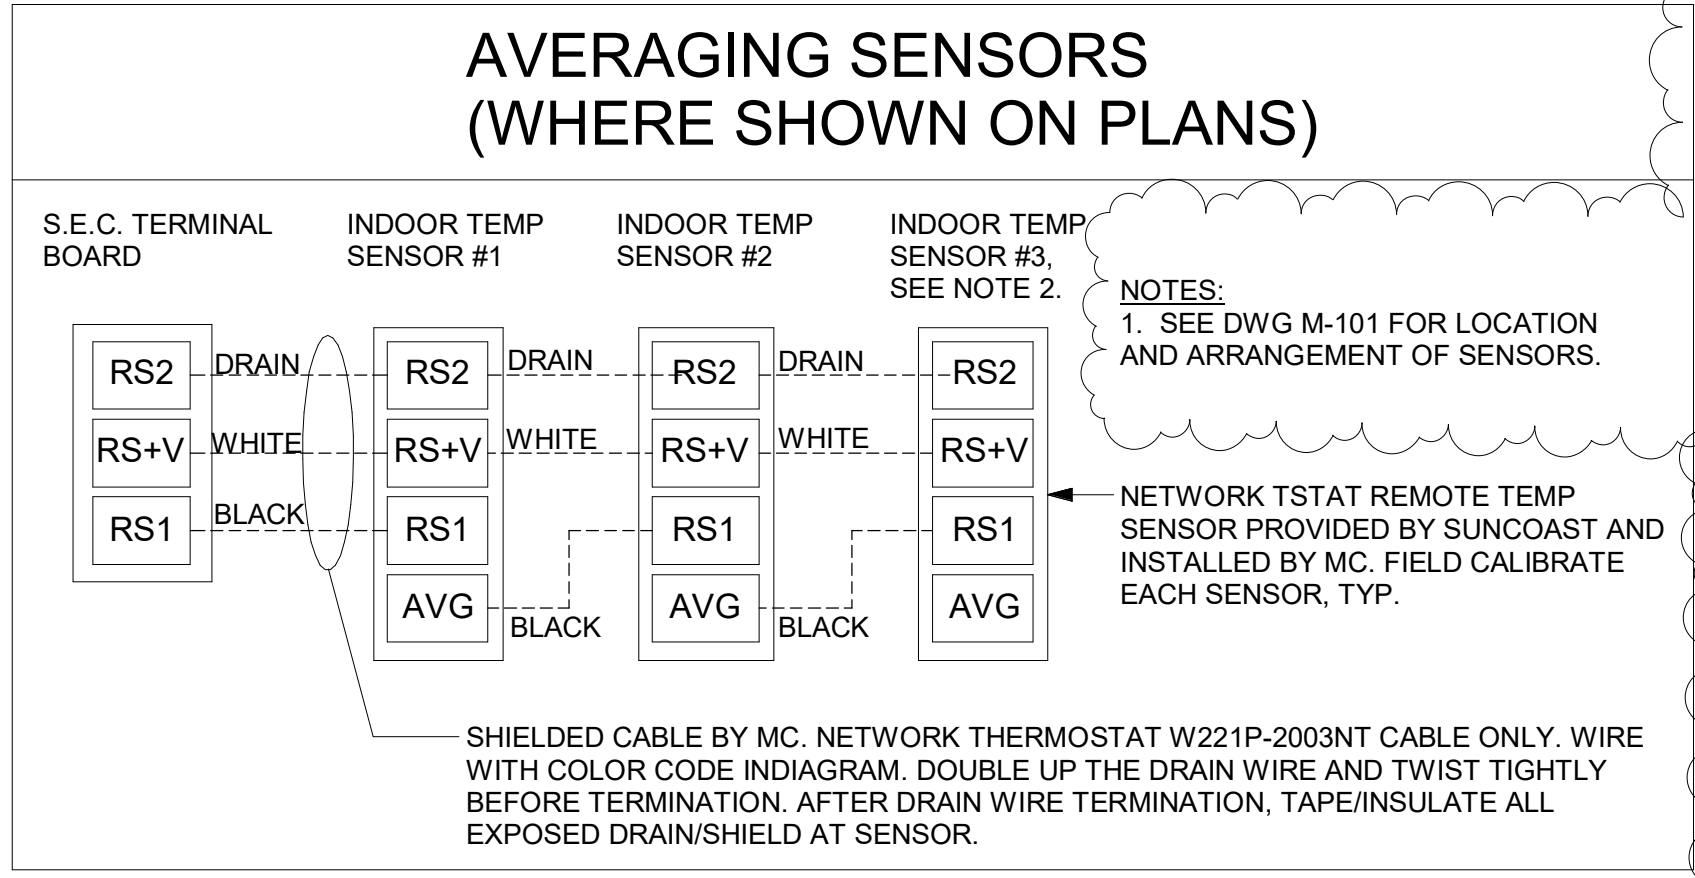 AVERAGING SENSORS
(WHERE SHOWN ON PLANS)
S.E.C. TERMINAL
BOARD
INDOOR TEMP
SENSOR #1
INDOOR TEMP
SENSOR #2
INDOOR TEMP
SENSOR #3,
SEE NOTE 2.
NOTES:
1. SEE DWG M-101 FOR LOCATION
AND ARRANGEMENT OF SENSORS.
RS2
DRAIN
RS2
DRAIN
RS2
DRAIN
RS2
RS+V
WHITE
RS+V
WHITE
RS+V
WHITE
RS+V
RS1
BLACK
RS1
RS1
RS1
AVG
BLACK
AVG
BLACK
AVG
NETWORK TSTAT REMOTE TEMP
SENSOR PROVIDED BY SUNCOAST AND
INSTALLED BY MC. FIELD CALIBRATE
EACH SENSOR, TYP.
SHIELDED CABLE BY MC. NETWORK THERMOSTAT W221P-2003NT CABLE ONLY. WIRE
WITH COLOR CODE INDIAGRAM. DOUBLE UP THE DRAIN WIRE AND TWIST TIGHTLY
BEFORE TERMINATION. AFTER DRAIN WIRE TERMINATION, TAPE/INSULATE ALL
EXPOSED DRAIN/SHIELD AT SENSOR.